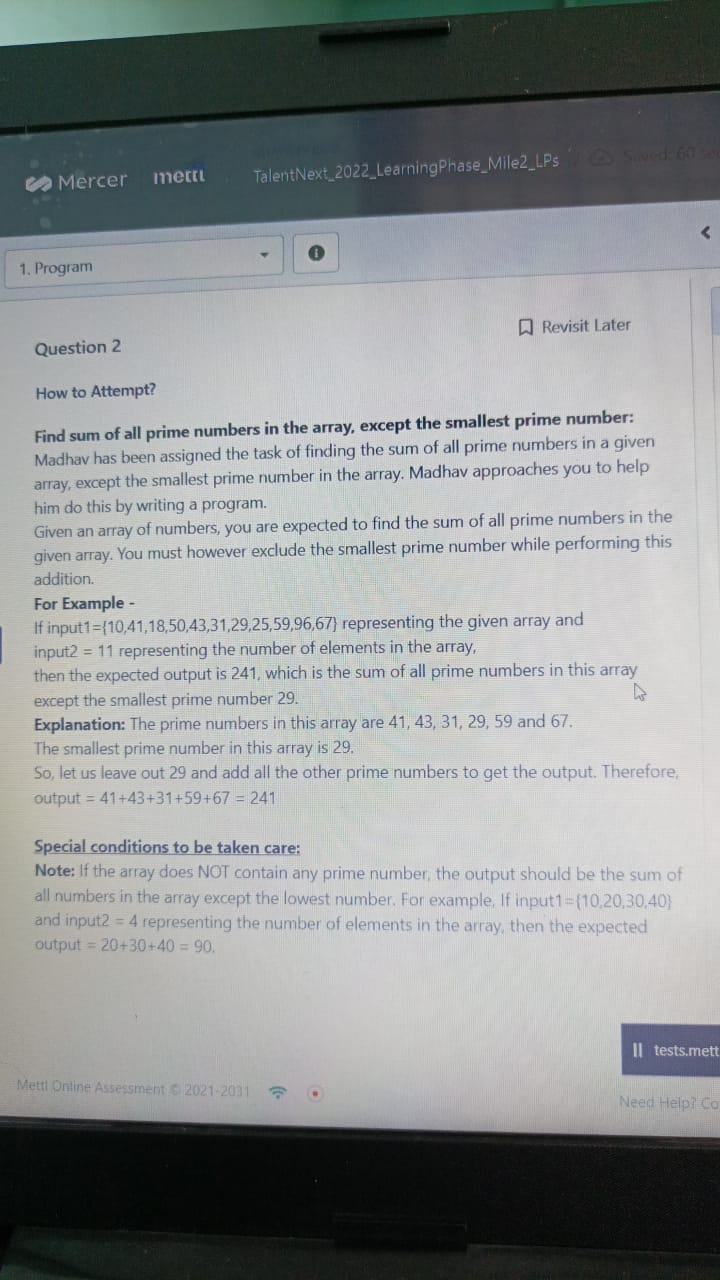 Mercer mettl TalentNext_2022_LearningPhase_Mile2_LPs Saved: 60
1. Program
Revisit Later
Question 2
How to Attempt?
Find sum of all prime numbers in the array, except the smallest prime number:
Madhav has been assigned the task of finding the sum of all prime numbers in a given
array, except the smallest prime number in the array. Madhav approaches you to help
him do this by writing a program.
Given an array of numbers, you are expected to find the sum of all prime numbers in the
given array. You must however exclude the smallest prime number while performing this
addition.
For Example -
If input1={10,41,18,50,43,31,29,25,59,96,67} representing the given array and
input2 = 11 representing the number of elements in the array,
then the expected output is 241, which is the sum of all prime numbers in this array
except the smallest prime number 29.
Explanation: The prime numbers in this array are 41, 43, 31, 29, 59 and 67.
The smallest prime number in this array is 29.
So, let us leave out 29 and add all the other prime numbers to get the output. Therefore,
output = 41+43+31+59+67 = 241
Special conditions to be taken care:
Note: If the array does NOT contain any prime number, the output should be the sum of
all numbers in the array except the lowest number. For example, If input1={10,20,30,40}
and input2 = 4 representing the number of elements in the array, then the expected
output = 20+30+40 = 90.
tests.mett
Mettl Online Assessment © 2021-2031
Need Help? Co